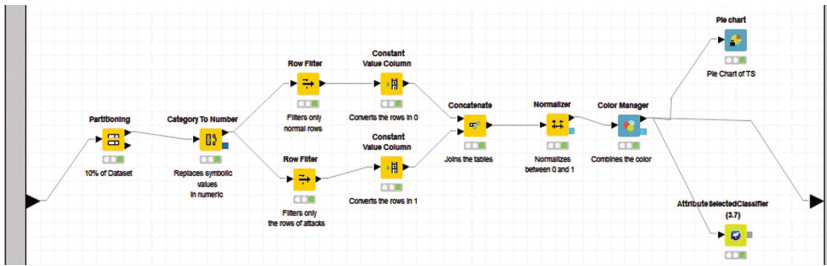 Pie chart
Pie Chart of TS
Row Filter
Filters only
normal rows
Constant
Value Column
Converts the rows in 0
Partitioning
10% of Dataset
Category To Number
Replaces symbolic
values
in numeric
Concatenate
Joins the tables
Normalizer
Normalizes
between 0 and 1
Color Manager
Combines the color
Row Filter
Filters only
the rows of attacks
Constant
Value Column
Converts the rows in 1
AttributeSelectedClassifier
(3.7)